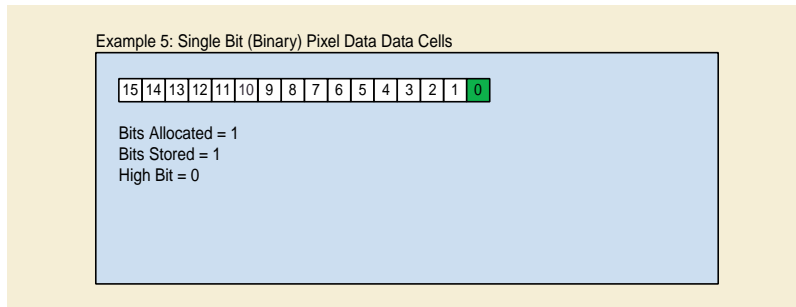 Example 5: Single Bit (Binary) Pixel Data Data Cells
15 14 13 12 11 10 9 8 7 6 5 4 3 2 1 0
Bits Allocated = 1
Bits Stored = 1
High Bit = 0